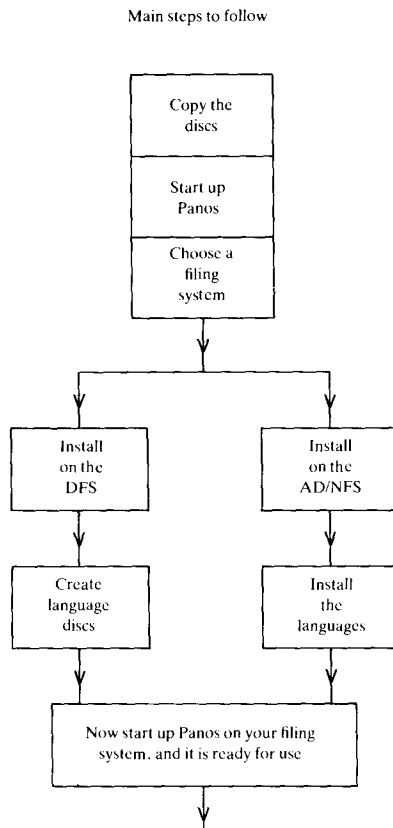 Main steps to follow
Copy the
discs
Start up
Panos
Choose a
filing
system
Install
on the
DFS
Install
on the
AD/NFS
Create
language
discs
Install
the
languages
Now start up Panos on your filing
system, and it is ready for use